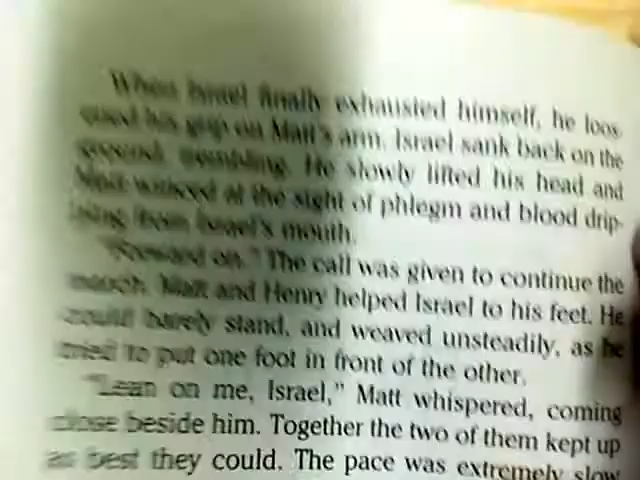 When Israel finally exhausted himself, he loos-
ened his grip on Matt's arm. Israel sank back on the
ground, trembling. He slowly lifted his head and
Matt winced at the sight of phlegm and blood drip-
ping from Israel's mouth.
"Forward on." The call was given to continue the
march. Matt and Henry helped Israel to his feet. He
could barely stand, and weaved unsteadily, as he
tried to put one foot in front of the other.
"Lean on me, Israel," Matt whispered, coming
close beside him. Together the two of them kept up
as best they could. The pace was extremely slow